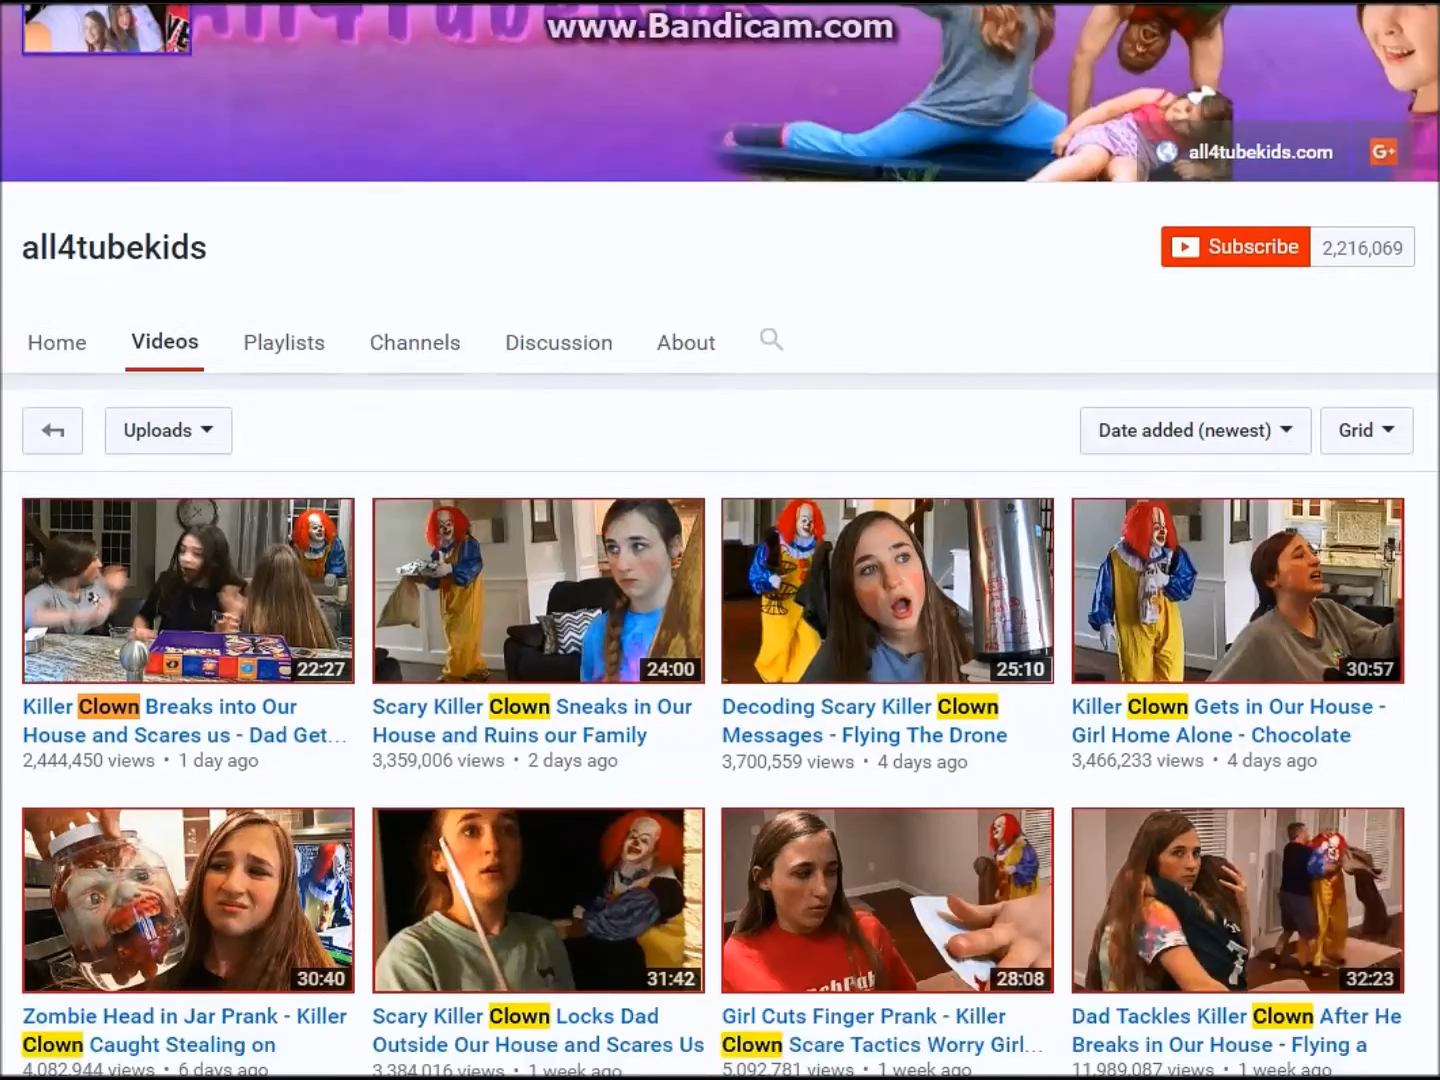 www.Bandicam.com
all4tubekids.com
G+
all4tubekids
Subscribe 2,216,069
Home Videos Playlists Channels Discussion About
Uploads Date added (newest) Grid
22:27 24:00 25:10 30:57
Killer Clown Breaks into Our Scary Killer Clown Sneaks in Our Decoding Scary Killer Clown Killer Clown Gets in Our House -
House and Scares us - Dad Get... House and Ruins our Family Messages - Flying The Drone Girl Home Alone - Chocolate
2,444,450 views • 1 day ago 3,359,006 views • 2 days ago 3,700,559 views • 4 days ago 3,466,233 views • 4 days ago
30:40 31:42 28:08 32:23
Zombie Head in Jar Prank - Killer Scary Killer Clown Locks Dad Girl Cuts Finger Prank - Killer Dad Tackles Killer Clown After He
Clown Caught Stealing on Outside Our House and Scares Us Clown Scare Tactics Worry Girl... Breaks in Our House - Flying a
4,082,944 views • 6 days ago 3,384,016 views • 1 week ago 5,092,781 views • 1 week ago 11,989,087 views • 1 week ago